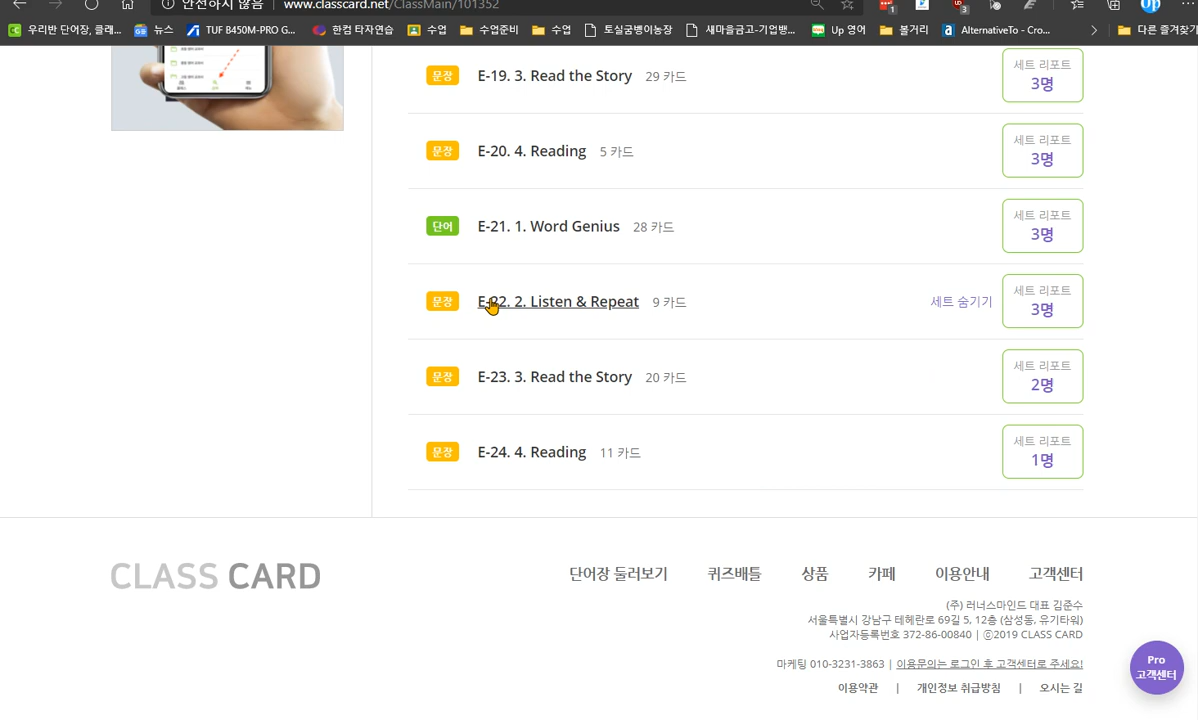 안전하지 않음 | www.classcard.net/ClassMain/101352
우리반 단어장, 클래... 뉴스 TUF B450M-PRO G... 한컴 타자연습 수업 수업준비 수업 토실금뱅이농장 새마을금고-기업뱅... Up 영어 볼거리 AlternativeTo - Cro... 다른 즐겨찾기
문장 E-19. 3. Read the Story 29 카드
세트 리포트
3명
문장 E-20. 4. Reading 5 카드
세트 리포트
3명
단어 E-21. 1. Word Genius 28 카드
세트 리포트
3명
문장 E-22. 2. Listen & Repeat 9 카드 세트 숨기기
세트 리포트
3명
문장 E-23. 3. Read the Story 20 카드
세트 리포트
2명
문장 E-24. 4. Reading 11 카드
세트 리포트
1명
CLASS CARD
단어장 둘러보기 퀴즈배틀 상품 카페 이용안내 고객센터
(주) 러너스마인드 대표 김준수
서울특별시 강남구 테헤란로 69길 5, 12층 (삼성동, 유기타워)
사업자등록번호 372-86-00840 | ⓒ2019 CLASS CARD
마케팅 010-3231-3863 | 이용문의는 로그인 후 고객센터로 주세요!
이용약관 | 개인정보 취급방침 | 오시는 길
Pro
고객센터